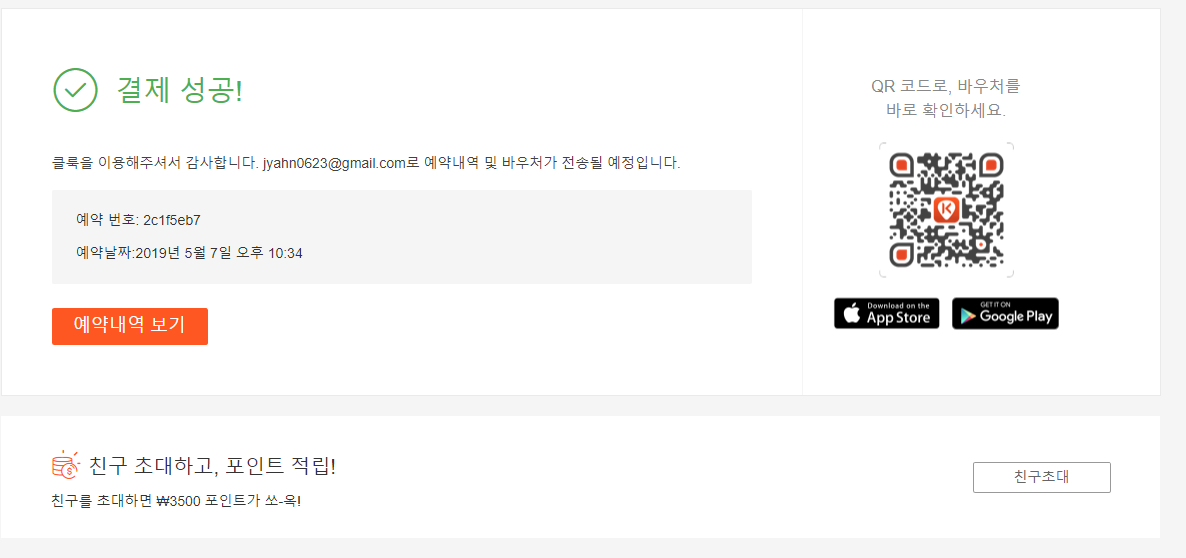 결제 성공!
클룩을 이용해주셔서 감사합니다. jyahn0623@gmail.com로 예약내역 및 바우처가 전송될 예정입니다.
예약 번호: 2c1f5eb7
예약날짜:2019년 5월 7일 오후 10:34
예약내역 보기
QR 코드로, 바우처를
바로 확인하세요.
Download on the
App Store
GET IT ON
Google Play
친구 초대하고, 포인트 적립!
친구를 초대하면 ₩3500 포인트가 쏘-옥!
친구초대